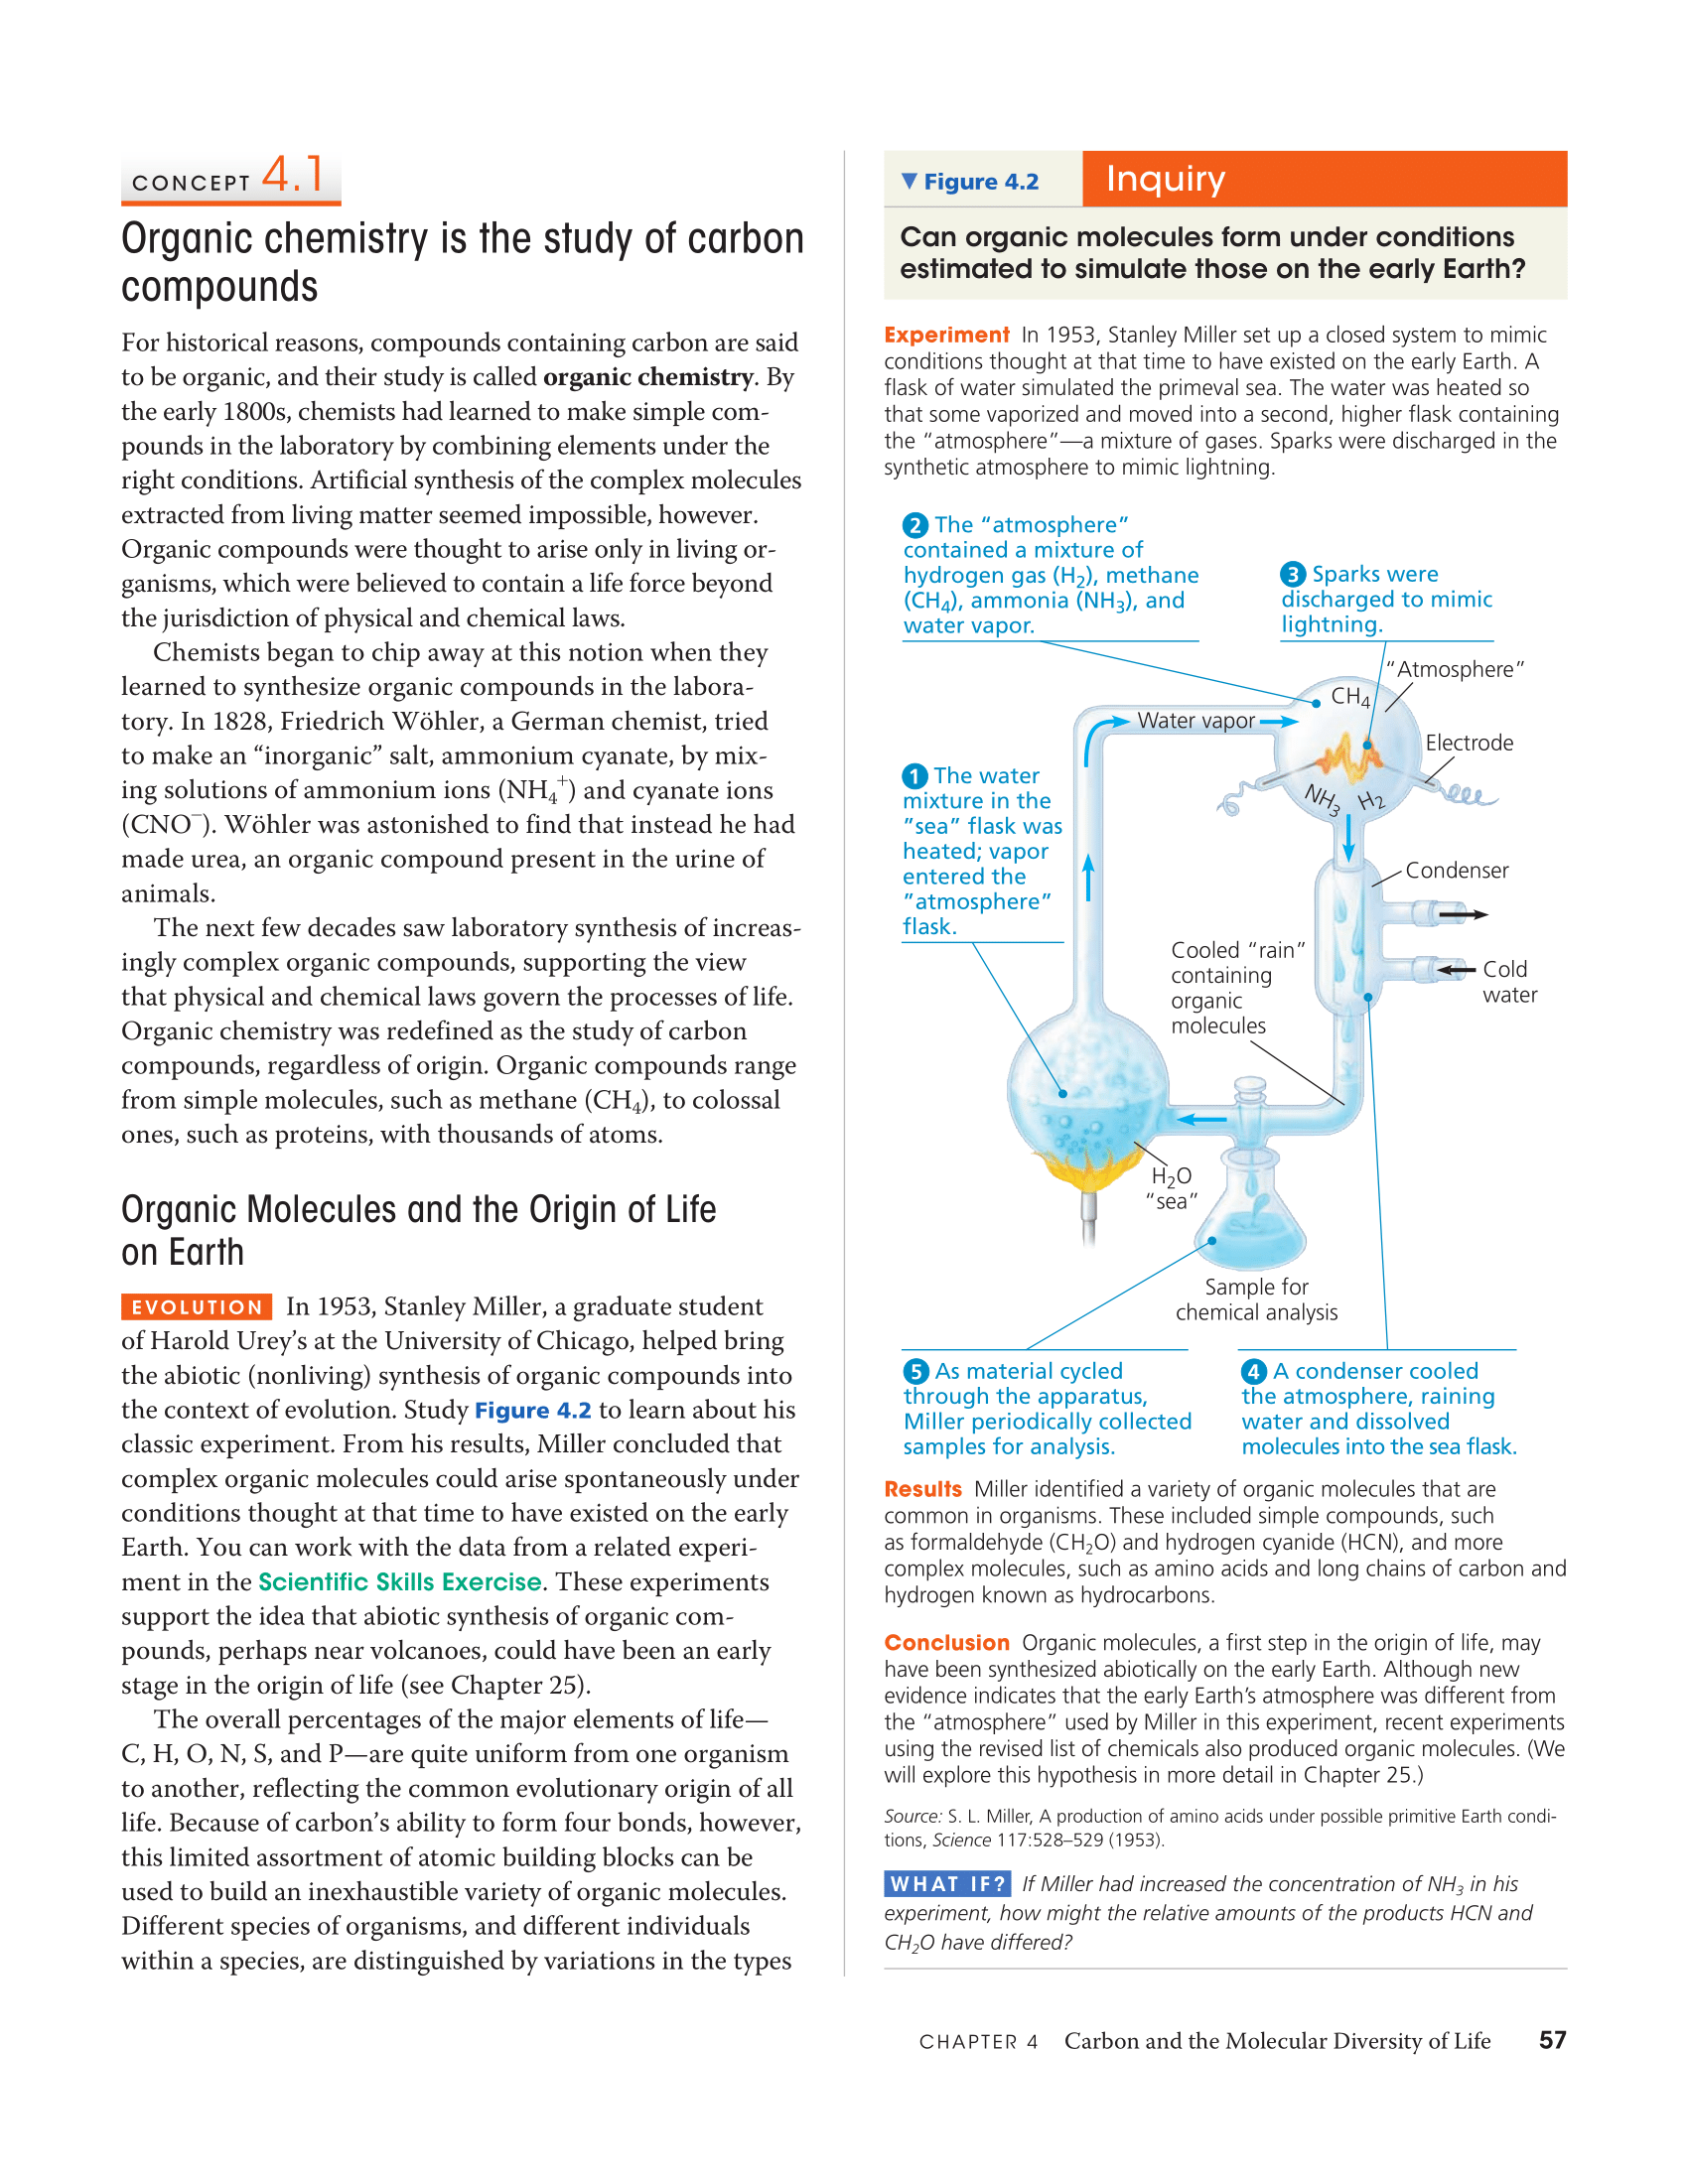 CONCEPT 4.1
Organic chemistry is the study of carbon
compounds
For historical reasons, compounds containing carbon are said
to be organic, and their study is called organic chemistry. By
the early 1800s, chemists had learned to make simple com-
pounds in the laboratory by combining elements under the
right conditions. Artificial synthesis of the complex molecules
extracted from living matter seemed impossible, however.
Organic compounds were thought to arise only in living or-
ganisms, which were believed to contain a life force beyond
the jurisdiction of physical and chemical laws.
Chemists began to chip away at this notion when they
learned to synthesize organic compounds in the labora-
tory. In 1828, Friedrich Wöhler, a German chemist, tried
to make an “inorganic” salt, ammonium cyanate, by mix-
ing solutions of ammonium ions (NH₄⁺) and cyanate ions
(CNO⁻). Wöhler was astonished to find that instead he had
made urea, an organic compound present in the urine of
animals.
The next few decades saw laboratory synthesis of increas-
ingly complex organic compounds, supporting the view
that physical and chemical laws govern the processes of life.
Organic chemistry was redefined as the study of carbon
compounds, regardless of origin. Organic compounds range
from simple molecules, such as methane (CH₄), to colossal
ones, such as proteins, with thousands of atoms.
Organic Molecules and the Origin of Life
on Earth
EVOLUTION In 1953, Stanley Miller, a graduate student
of Harold Urey’s at the University of Chicago, helped bring
the abiotic (nonliving) synthesis of organic compounds into
the context of evolution. Study Figure 4.2 to learn about his
classic experiment. From his results, Miller concluded that
complex organic molecules could arise spontaneously under
conditions thought at that time to have existed on the early
Earth. You can work with the data from a related experi-
ment in the Scientific Skills Exercise. These experiments
support the idea that abiotic synthesis of organic com-
pounds, perhaps near volcanoes, could have been an early
stage in the origin of life (see Chapter 25).
The overall percentages of the major elements of life—
C, H, O, N, S, and P—are quite uniform from one organism
to another, reflecting the common evolutionary origin of all
life. Because of carbon’s ability to form four bonds, however,
this limited assortment of atomic building blocks can be
used to build an inexhaustible variety of organic molecules.
Different species of organisms, and different individuals
within a species, are distinguished by variations in the types
▼ Figure 4.2 Inquiry
Can organic molecules form under conditions
estimated to simulate those on the early Earth?
Experiment In 1953, Stanley Miller set up a closed system to mimic
conditions thought at that time to have existed on the early Earth. A
flask of water simulated the primeval sea. The water was heated so
that some vaporized and moved into a second, higher flask containing
the “atmosphere”—a mixture of gases. Sparks were discharged in the
synthetic atmosphere to mimic lightning.
2 The “atmosphere”
contained a mixture of
hydrogen gas (H₂), methane
(CH₄), ammonia (NH₃), and
water vapor.
3 Sparks were
discharged to mimic
lightning.
“Atmosphere”
CH₄
Water vapor
Electrode
NH₃ H₂
1 The water
mixture in the
”sea” flask was
heated; vapor
entered the
”atmosphere”
flask.
Condenser
Cooled “rain”
containing
organic
molecules
Cold
water
H₂O
“sea”
Sample for
chemical analysis
5 As material cycled
through the apparatus,
Miller periodically collected
samples for analysis.
4 A condenser cooled
the atmosphere, raining
water and dissolved
molecules into the sea flask.
Results Miller identified a variety of organic molecules that are
common in organisms. These included simple compounds, such
as formaldehyde (CH₂O) and hydrogen cyanide (HCN), and more
complex molecules, such as amino acids and long chains of carbon and
hydrogen known as hydrocarbons.
Conclusion Organic molecules, a first step in the origin of life, may
have been synthesized abiotically on the early Earth. Although new
evidence indicates that the early Earth’s atmosphere was different from
the “atmosphere” used by Miller in this experiment, recent experiments
using the revised list of chemicals also produced organic molecules. (We
will explore this hypothesis in more detail in Chapter 25.)
Source: S. L. Miller, A production of amino acids under possible primitive Earth condi-
tions, Science 117:528–529 (1953).
WHAT IF? If Miller had increased the concentration of NH₃ in his
experiment, how might the relative amounts of the products HCN and
CH₂O have differed?
CHAPTER 4 Carbon and the Molecular Diversity of Life 57